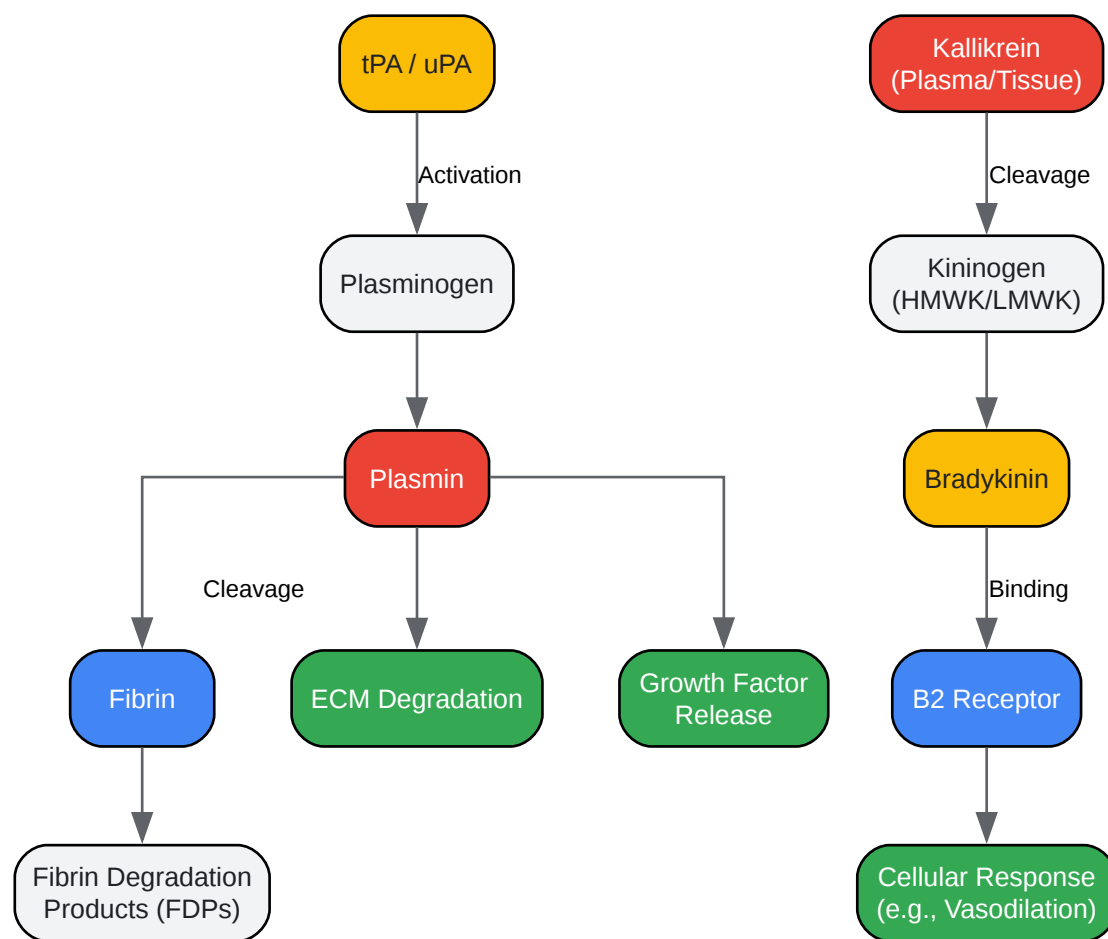 tPA / uPA
Kallikrein
(Plasma/Tissue)
Activation
Cleavage
Plasminogen
Kininogen
(HMWK/LMWK)
Plasmin
Bradykinin
Cleavage
Binding
Fibrin
ECM Degradation
Growth Factor
Release
B2 Receptor
Fibrin Degradation
Products (FDPs)
Cellular Response
(e.g., Vasodilation)